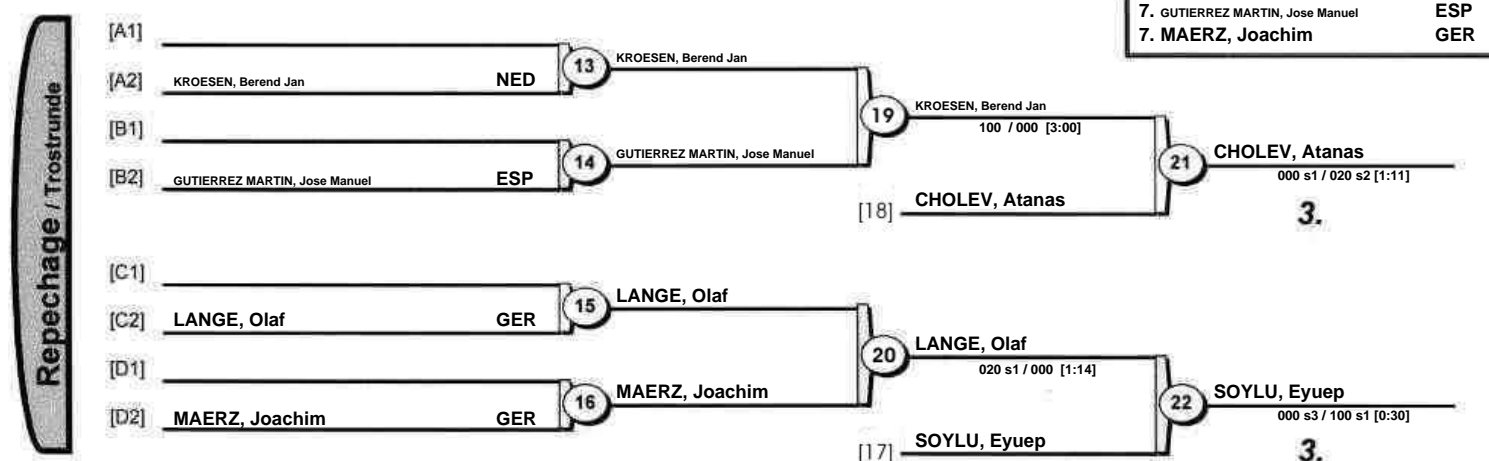 7. GUTIERREZ MARTIN, Jose Manuel ESP
7. MAERZ, Joachim GER
Repechage / Trostrunde
[A1]
[A2] KROESEN, Berend Jan NED
13 KROESEN, Berend Jan
[B1]
[B2] GUTIERREZ MARTIN, Jose Manuel ESP
14 GUTIERREZ MARTIN, Jose Manuel
19 KROESEN, Berend Jan
100 / 000 [3:00]
[18] CHOLEV, Atanas
21 CHOLEV, Atanas
000 s1 / 020 s2 [1:11]
3.
[C1]
[C2] LANGE, Olaf GER
15 LANGE, Olaf
[D1]
[D2] MAERZ, Joachim GER
16 MAERZ, Joachim
20 LANGE, Olaf
020 s1 / 000 [1:14]
[17] SOYLU, Eyuep
22 SOYLU, Eyuep
000 s3 / 100 s1 [0:30]
3.